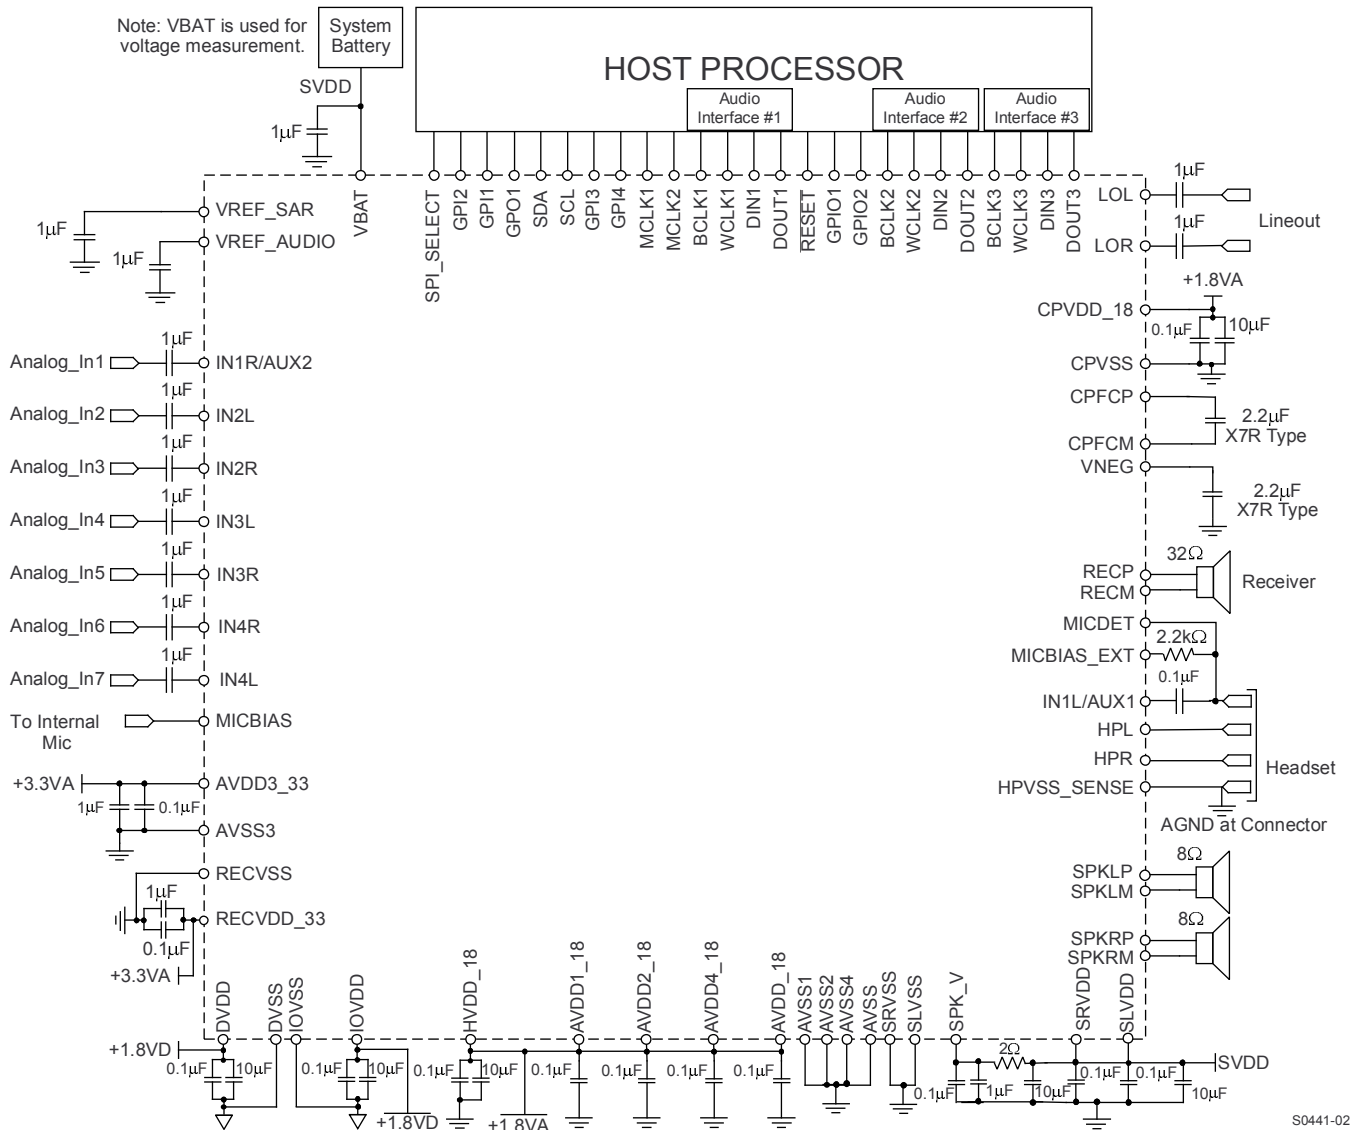 Note: VBAT is used for
voltage measurement.
System
Battery
SVDD
1µF
HOST PROCESSOR
Audio
Interface #1
Audio
Interface #2
Audio
Interface #3
VBAT
SPI_SELECT
GPI2
GPI1
GPO1
SDA
SCL
GPI3
GPI4
MCLK1
MCLK2
BCLK1
WCLK1
DIN1
DOUT1
RESET
GPIO1
GPIO2
BCLK2
WCLK2
DIN2
DOUT2
BCLK3
WCLK3
DIN3
DOUT3
1µF
VREF_SAR
1µF
VREF_AUDIO
1µF
Analog_In1
IN1R/AUX2
1µF
Analog_In2
IN2L
1µF
Analog_In3
IN2R
1µF
Analog_In4
IN3L
1µF
Analog_In5
IN3R
1µF
Analog_In6
IN4R
1µF
Analog_In7
IN4L
To Internal
Mic
MICBIAS
+3.3VA
AVDD3_33
1µF
0.1µF
AVSS3
RECVSS
1µF
RECVDD_33
0.1µF
+3.3VA
LOL
1µF
LOR
1µF
Lineout
+1.8VA
CPVDD_18
0.1µF
10µF
CPVSS
CPFCP
2.2µF
X7R Type
CPFCM
VNEG
2.2µF
X7R Type
32Ω
RECP
RECM
Receiver
MICDET
2.2kΩ
MICBIAS_EXT
0.1µF
IN1L/AUX1
HPL
HPR
HPVSS_SENSE
Headset
AGND at Connector
8Ω
SPKLP
SPKLM
8Ω
SPKRP
SPKRM
DVDD
DVSS
IOVSS
IOVDD
HVDD_18
AVDD1_18
AVDD2_18
AVDD4_18
AVDD_18
AVSS1
AVSS2
AVSS4
AVSS
SRVSS
SLVSS
SPK_V
SRVDD
SLVDD
+1.8VD
0.1µF
10µF
0.1µF
10µF
+1.8VD
0.1µF
10µF
+1.8VA
0.1µF
0.1µF
0.1µF
0.1µF
0.1µF
1µF
2Ω
10µF
0.1µF
0.1µF
10µF
SVDD
S0441-02